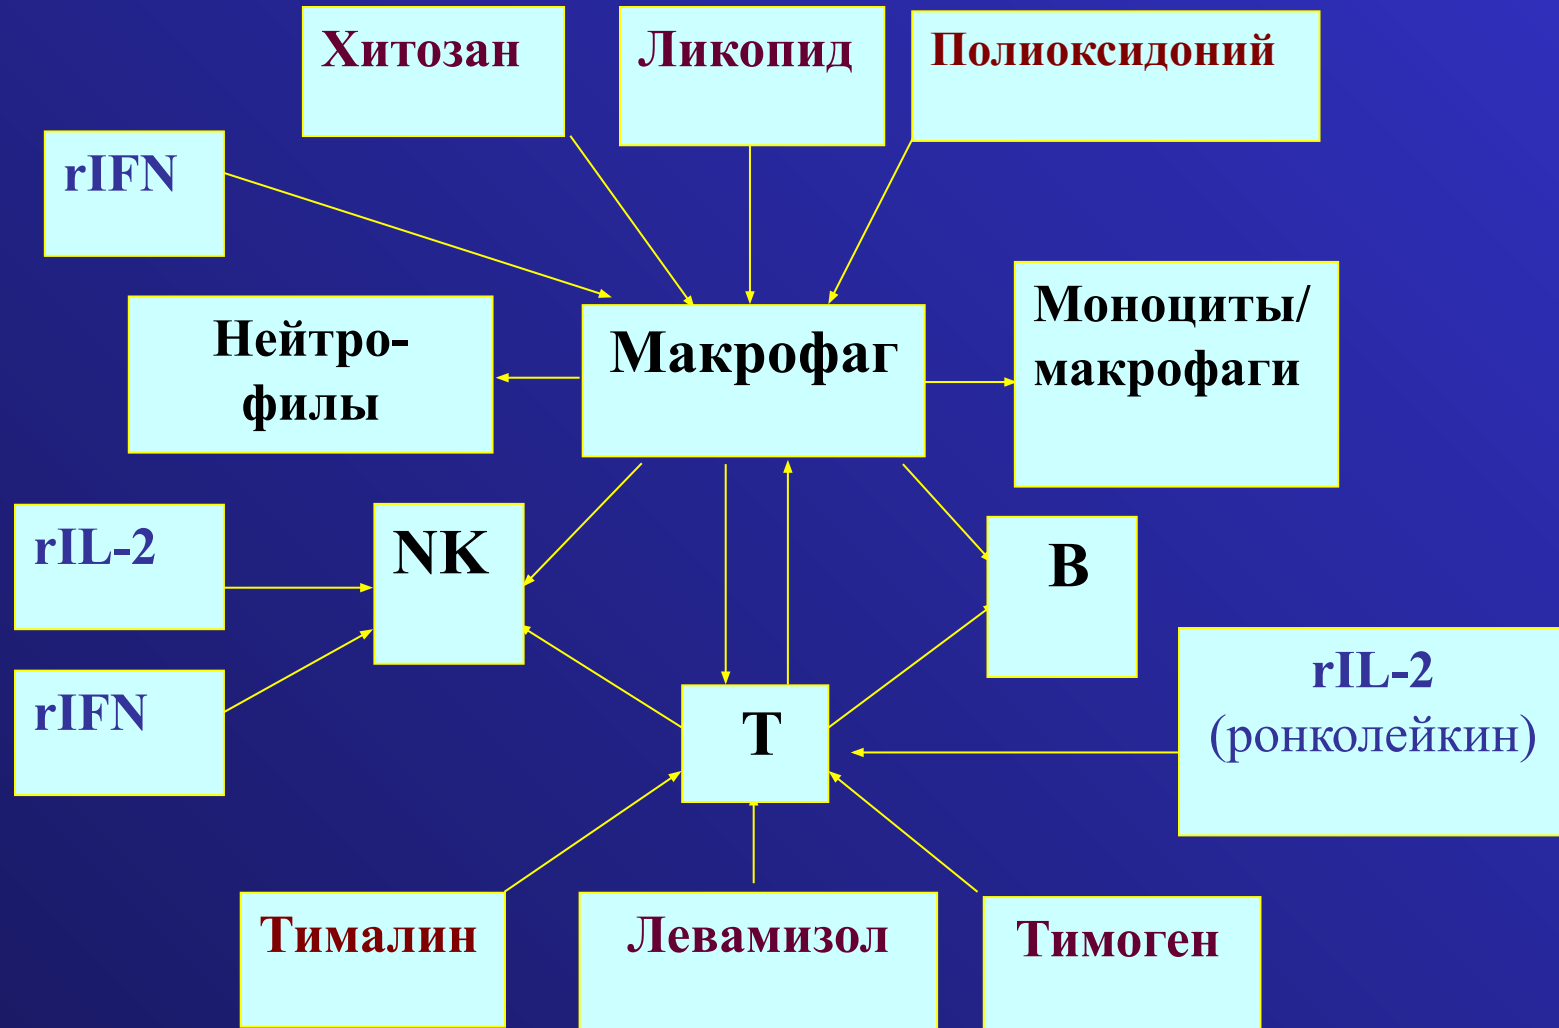 Хитозан
Ликопид
Полиоксидоний
rIFN
Нейтро-
филы
Макрофаг
Моноциты/
макрофаги
rIL-2
NK
В
rIFN
Т
rIL-2
(ронколейкин)
Тималин
Левамизол
Тимоген